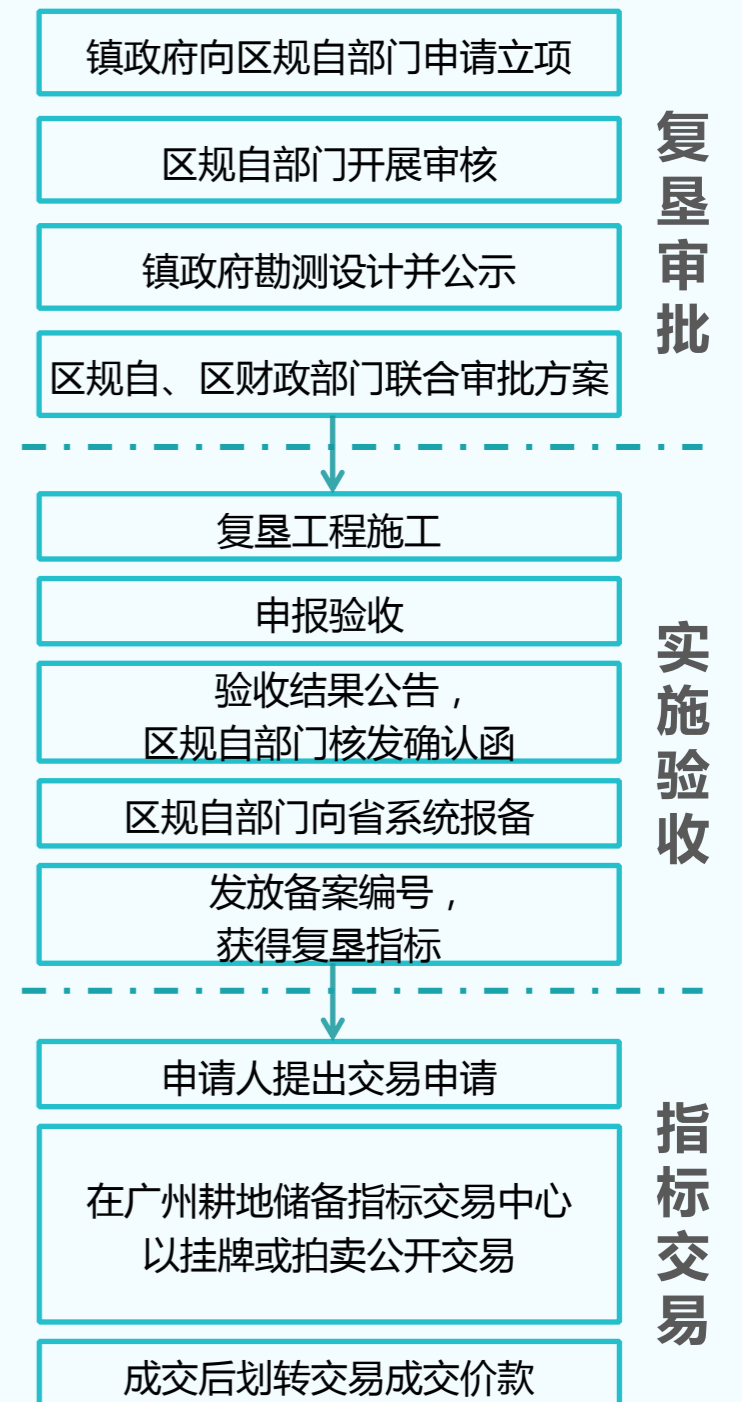 镇政府向区规自部门申请立项
区规自部门开展审核
镇政府勘测设计并公示
区规自、区财政部门联合审批方案
复垦审批
复垦工程施工
申报验收
验收结果公告，
区规自部门核发确认函
区规自部门向省系统报备
发放备案编号，
获得复垦指标
实施验收
申请人提出交易申请
在广州耕地储备指标交易中心
以挂牌或拍卖公开交易
成交后划转交易成交价款
指标交易